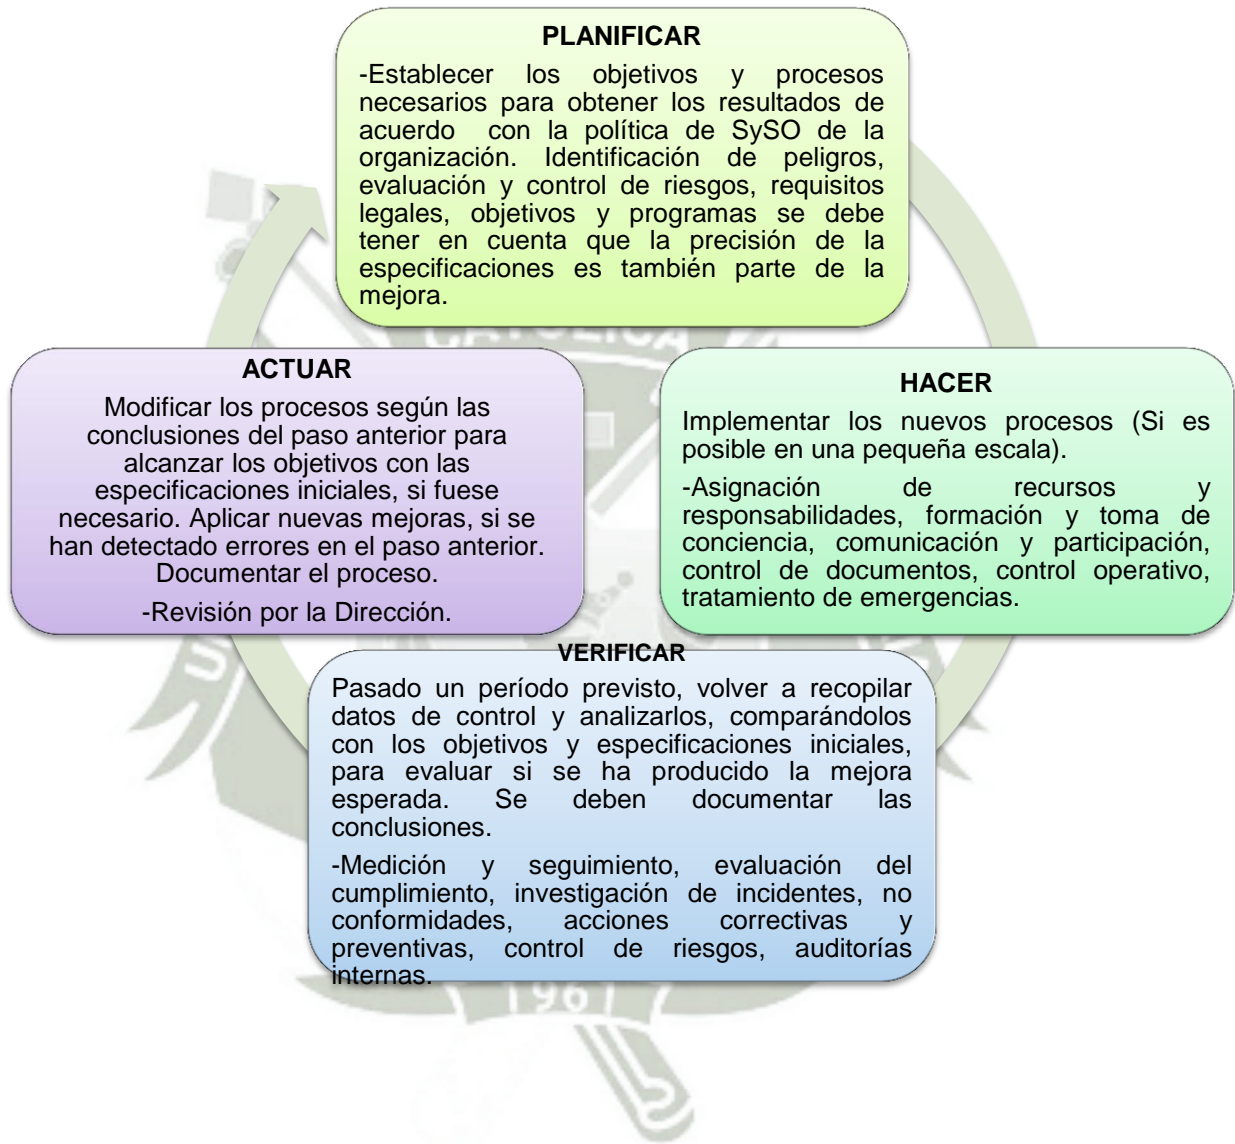 PLANIFICAR
-Establecer los objetivos y procesos
necesarios para obtener los resultados de
acuerdo con la política de SySO de la
organización. Identificación de peligros,
evaluación y control de riesgos, requisitos
legales, objetivos y programas se debe
tener en cuenta que la precisión de la
especificaciones es también parte de la
mejora.
CATOLICA
ACTUAR
Modificar los procesos según las
conclusiones del paso anterior para
alcanzar los objetivos con las
especificaciones iniciales, si fuese
necesario. Aplicar nuevas mejoras, si se
han detectado errores en el paso anterior.
Documentar el proceso.
-Revisión por la Dirección.
HACER
Implementar los nuevos procesos (Si es
posible en una pequeña escala).
-Asignación de recursos y
responsabilidades, formación y toma de
conciencia, comunicación y participación,
control de documentos, control operativo,
tratamiento de emergencias.
VERIFICAR
Pasado un período previsto, volver a recopilar
datos de control y analizarlos, comparándolos
con los objetivos y especificaciones iniciales,
para evaluar si se ha producido la mejora
esperada. Se deben documentar las
conclusiones.
-Medición y seguimiento, evaluación del
cumplimiento, investigación de incidentes, no
conformidades, acciones correctivas y
preventivas, control de riesgos, auditorías
internas.
1961